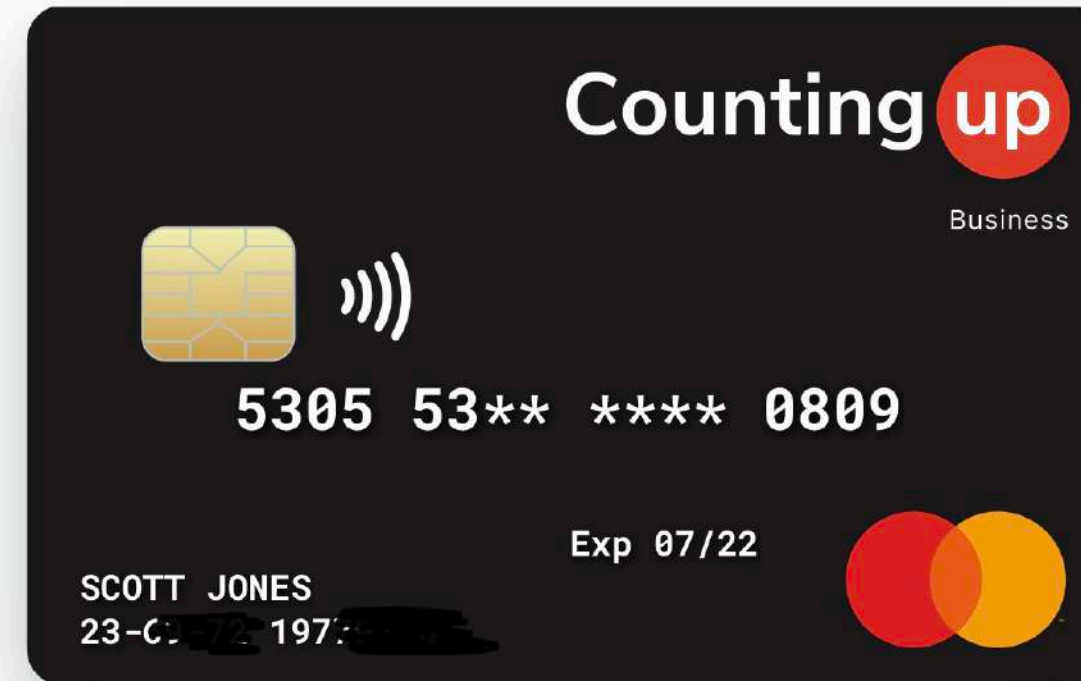 Counting up
Business
5305 53** **** 0809
Exp 07/22
SCOTT JONES